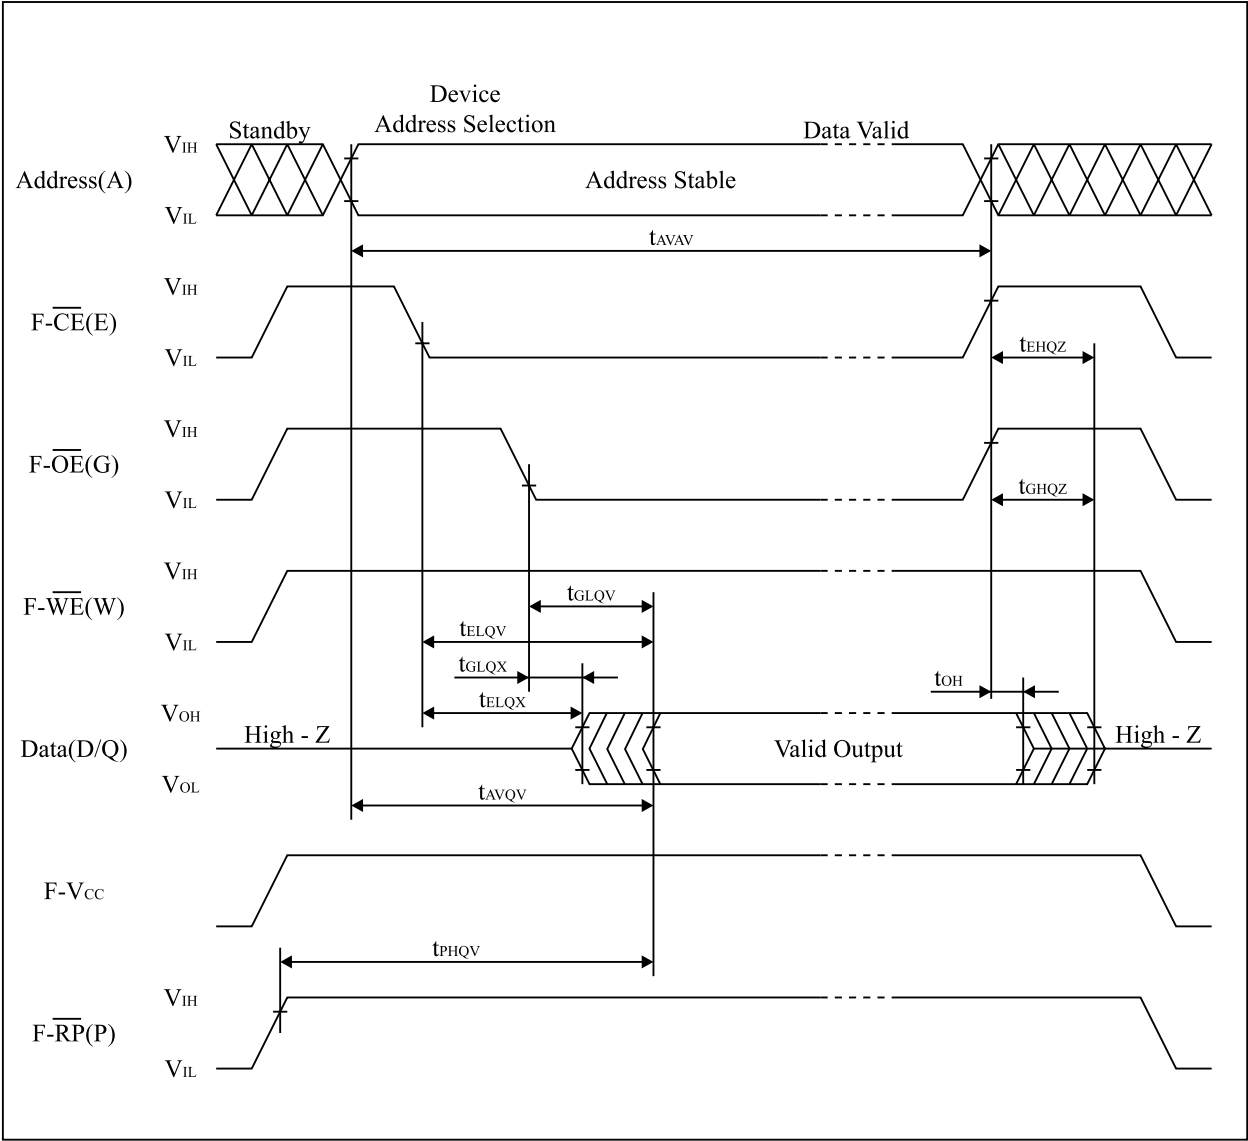 Device
Standby Address Selection Data Valid
VIH
Address(A) Address Stable
VIL
tAVAV
VIH
F-CE(E)
tEHQZ
VIL
VIH
F-OE(G)
tGHQZ
VIL
VIH
tGLQV
F-WE(W)
tELQV
VIL
tGLQX
tOH
tELQX
VOH
High - Z High - Z
Data(D/Q) Valid Output
VOL
tAVQV
F-VCC
tPHQV
VIH
F-RP(P)
VIL